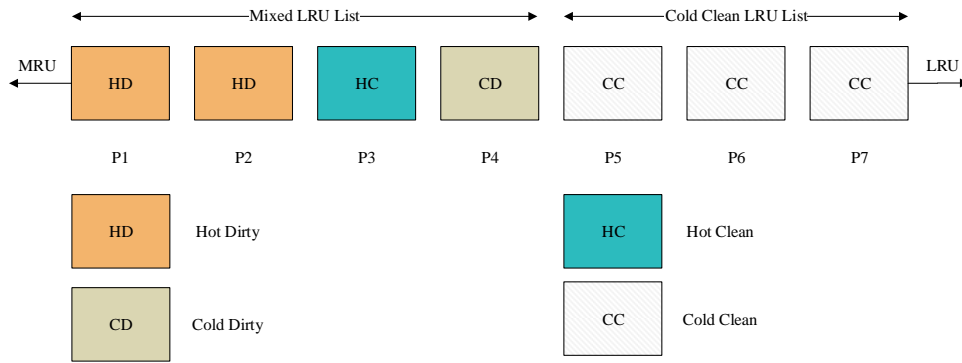 Mixed LRU List Cold Clean LRU List
MRU HD HD HC CD CC CC CC LRU
P1 P2 P3 P4 P5 P6 P7
HD Hot Dirty HC Hot Clean
CD Cold Dirty CC Cold Clean